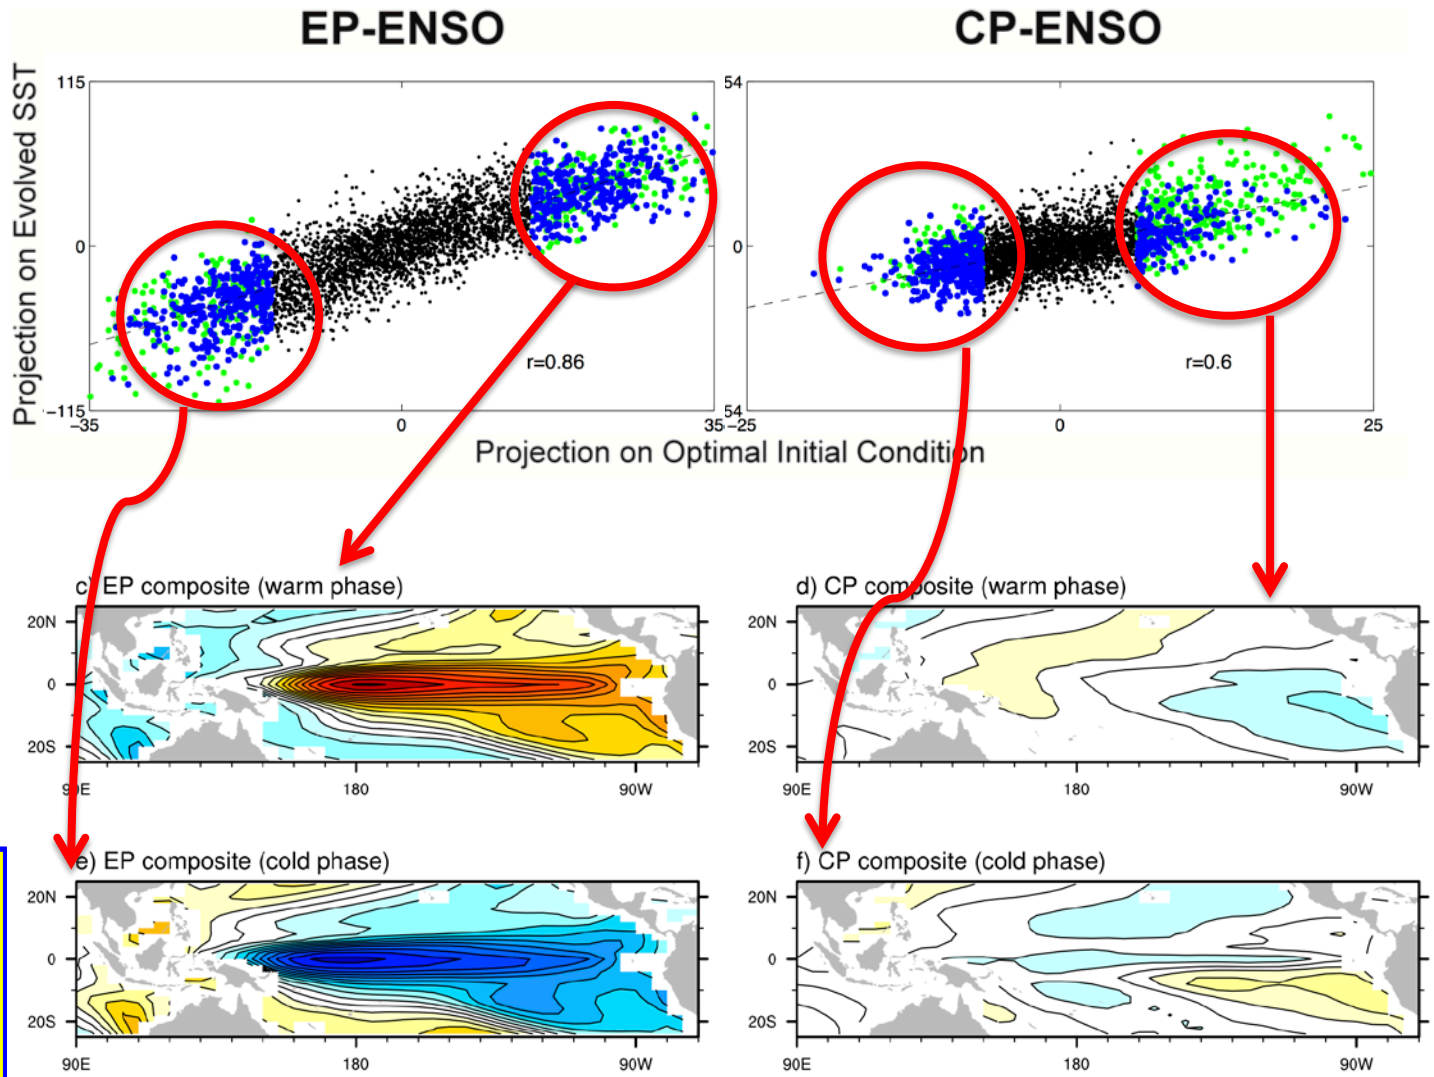 EP-ENSO
CP-ENSO
Projection on Evolved SST
115
0
−115
−35
0
35
r=0.86
54
0
54
−25
0
25
r=0.6
Projection on Optimal Initial Condition
c) EP composite (warm phase)
20N
0
20S
90E
180
90W
d) CP composite (warm phase)
20N
0
20S
90E
180
90W
e) EP composite (cold phase)
20N
0
20S
90E
180
90W
f) CP composite (cold phase)
20N
0
20S
90E
180
90W